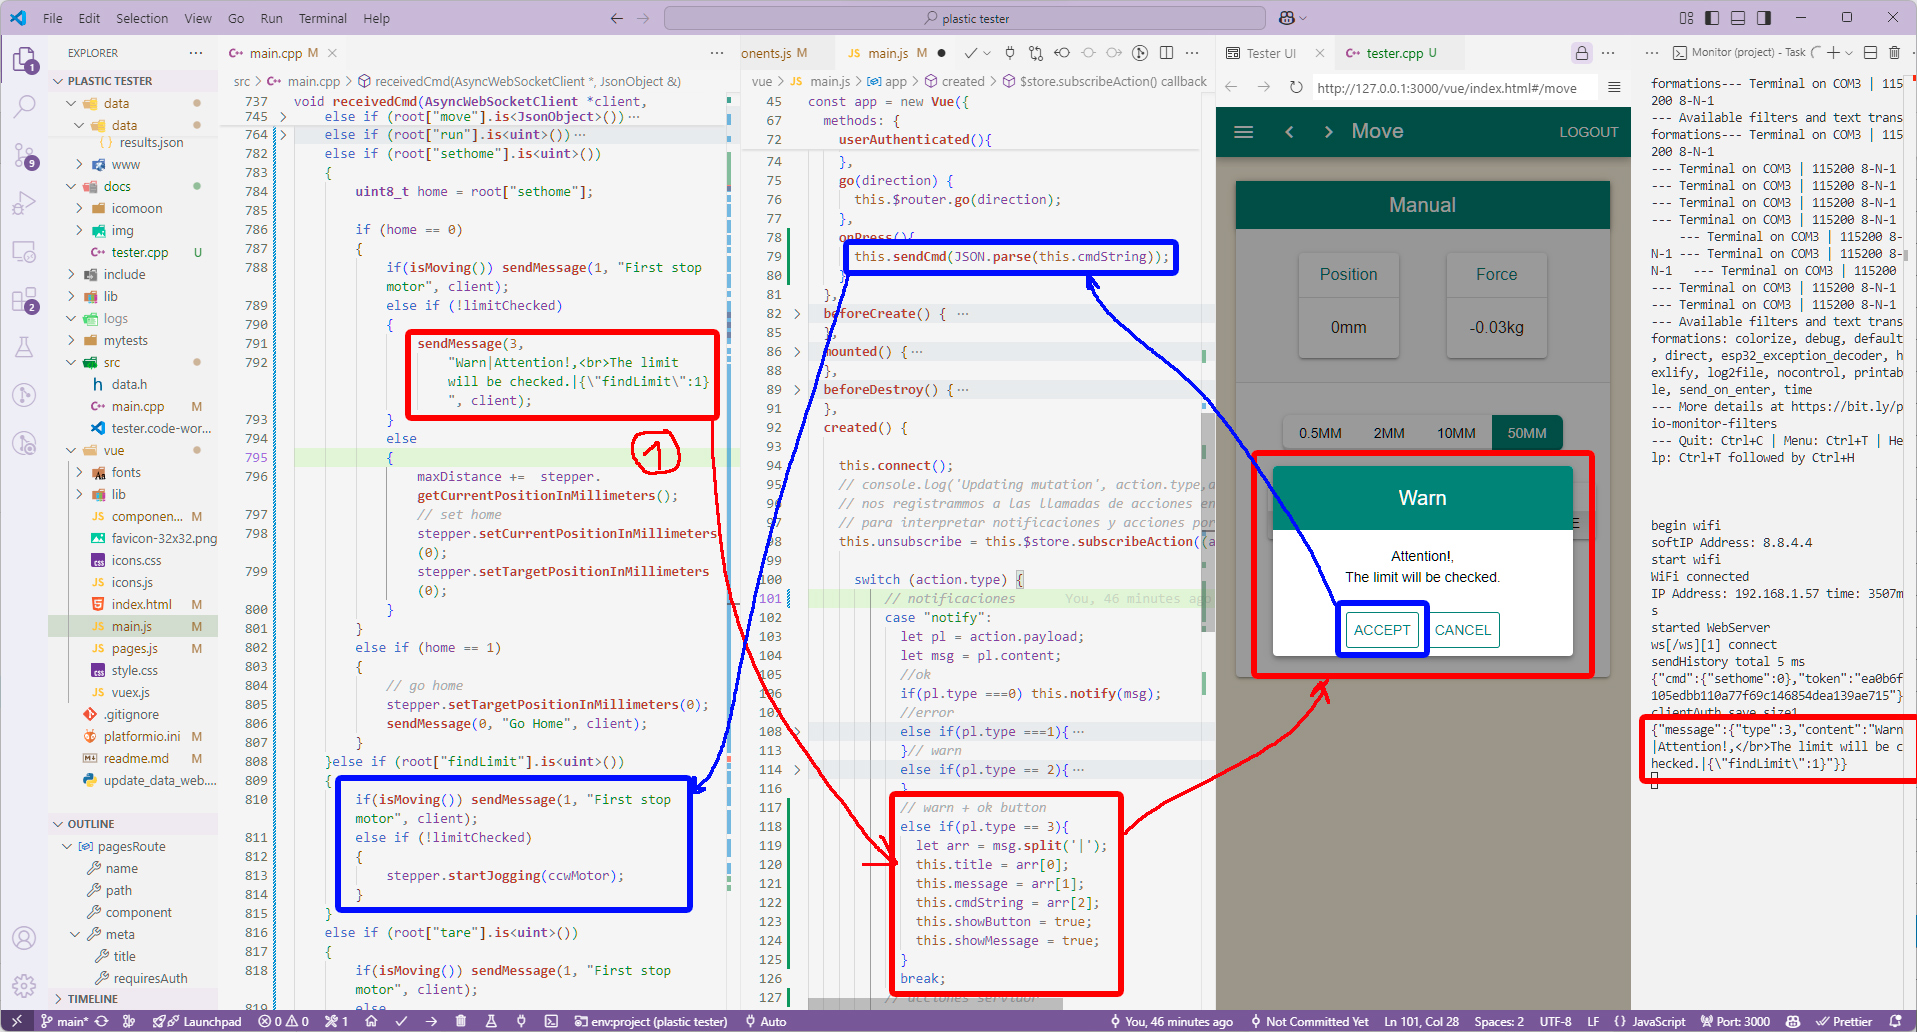 File Edit Selection View Go Run Terminal Help
plastic tester
EXPLORER
PLASTIC TESTER
data
data
results.json
www
docs
icomoon
img
tester.cpp U
include
lib
logs
mytests
src
data.h
main.cpp M
tester.code-wor...
vue
fonts
lib
componen... M
favicon-32x32.png
icons.css
icons.js
index.html M
main.js M
pages.js M
style.css
vuex.js
.gitignore
platformio.ini M
readme.md M
update_data_web....
OUTLINE
pagesRoute
name
path
component
meta
title
requiresAuth
TIMELINE
1
9
2
main.cpp M
src > main.cpp > receivedCmd(AsyncWebSocketClient *, JsonObject &)
737 void receivedCmd(AsyncWebSocketClient *client,
745 else if (root["move"].is<JsonObject>())···
764 else if (root["run"].is<uint>())···
782 else if (root["sethome"].is<uint>())
783 {
784 uint8_t home = root["sethome"];
785
786 if (home == 0)
787 {
788 if(isMoving()) sendMessage(1, "First stop
motor", client);
789 else if (!limitChecked)
790 {
791 sendMessage(3,
792 "Warn|Attention!,<br>The limit
will be checked.|{\"findLimit\":1}
", client);
793 }
794 else
795 {
796 maxDistance += stepper.
getCurrentPositionInMillimeters();
797 // set home
798 stepper.setCurrentPositionInMillimeters
(0);
799 stepper.setTargetPositionInMillimeters
(0);
800 }
801 }
802 else if (home == 1)
803 {
804 // go home
805 stepper.setTargetPositionInMillimeters(0);
806 sendMessage(0, "Go Home", client);
807 }
808 }else if (root["findLimit"].is<uint>())
809 {
810 if(isMoving()) sendMessage(1, "First stop
motor", client);
811 else if (!limitChecked)
812 {
813 stepper.startJogging(ccwMotor);
814 }
815 }
816 else if (root["tare"].is<uint>())
817 {
818 if(isMoving()) sendMessage(1, "First stop
motor", client);
819 else
1
onents.js M main.js M
vue > main.js > app > created > $store.subscribeAction() callback
45 const app = new Vue({
67 methods: {
72 userAuthenticated(){
74 },
75 go(direction) {
76 this.$router.go(direction);
77 },
78 onPress(){
79 this.sendCmd(JSON.parse(this.cmdString));
80 }
81 },
82 beforeCreate() { ···
85 },
86 mounted() {···
88 },
89 beforeDestroy() {···
91 },
92 created() {
93
94 this.connect();
95 // console.log('Updating mutation', action.type,a
96 // nos registrammos a las llamadas de acciones en
97 // para interpretar notificaciones y acciones por
98 this.unsubscribe = this.$store.subscribeAction((a
99
100 switch (action.type) {
101 // notificaciones You, 46 minutes ago
102 case "notify":
103 let pl = action.payload;
104 let msg = pl.content;
105 //ok
106 if(pl.type ===0) this.notify(msg);
107 //error
108 else if(pl.type ===1){···
113 }// warn
114 else if(pl.type == 2){···
116 }
117 // warn + ok button
118 else if(pl.type == 3){
119 let arr = msg.split('|');
120 this.title = arr[0];
121 this.message = arr[1];
122 this.cmdString = arr[2];
123 this.showButton = true;
124 this.showMessage = true;
125 }
126 break;
127 // acciones servidor
Tester UI tester.cpp U
http://127.0.0.1:3000/vue/index.html#/move
Move LOGOUT
Manual
Position Force
0mm -0.03kg
0.5MM 2MM 10MM 50MM
E
Warn
Attention!,
The limit will be checked.
ACCEPT CANCEL
Monitor (project) - Task
formations--- Terminal on COM3 | 115
200 8-N-1
--- Available filters and text trans
formations--- Terminal on COM3 | 115
200 8-N-1
--- Terminal on COM3 | 115200 8-N-1
--- Terminal on COM3 | 115200 8-N-1
--- Terminal on COM3 | 115200 8-N-1
--- Terminal on COM3 | 115200 8-N-1
--- Terminal on COM3 | 115200 8-
N-1 --- Terminal on COM3 | 115200 8-
N-1 --- Terminal on COM3 | 115200
--- Terminal on COM3 | 115200 8-N-1
--- Terminal on COM3 | 115200 8-N-1
--- Available filters and text trans
formations: colorize, debug, default
, direct, esp32_exception_decoder, h
exlify, log2file, nocontrol, printab
le, send_on_enter, time
--- More details at https://bit.ly/p
io-monitor-filters
--- Quit: Ctrl+C | Menu: Ctrl+T | He
lp: Ctrl+T followed by Ctrl+H
begin wifi
softIP Address: 8.8.4.4
start wifi
WiFi connected
IP Address: 192.168.1.57 time: 3507m
s
started WebServer
ws[/ws][1] connect
sendHistory total 5 ms
{"cmd":{"sethome":0},"token":"ea0b6f
105edbb110a77f69c146854dea139ae715"}
clientAuth save size1
{"message":{"type":3,"content":"Warn
|Attention!,</br>The limit will be c
hecked.|{\"findLimit\":1}"}}
main* Launchpad 0 0 1 env:project (plastic tester) Auto You, 46 minutes ago Not Committed Yet Ln 101, Col 28 Spaces: 2 UTF-8 LF JavaScript Port: 3000 Prettier